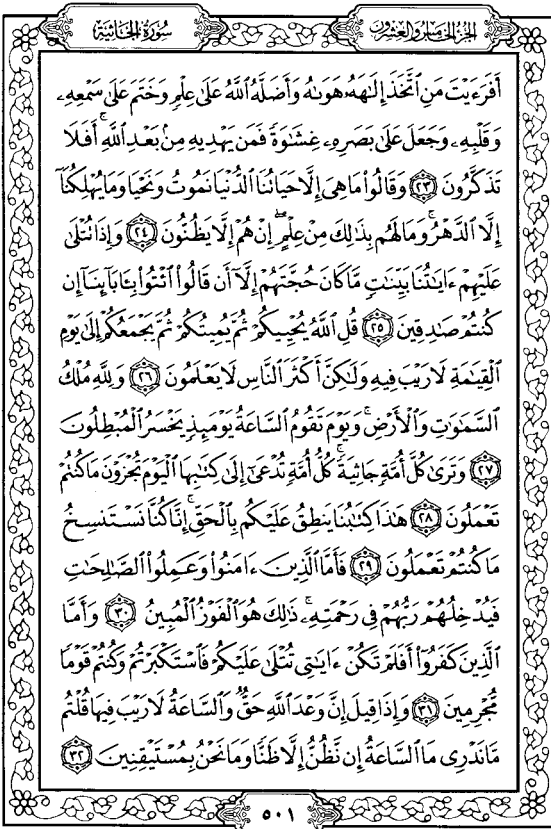 الجزء الخامس والعشرون
سورة الجاثية
أَفَرَءَيْتَ مَنِ ٱتَّخَذَ إِلَٰهَهُۥ هَوَىٰهُ وَأَضَلَّهُ ٱللَّهُ عَلَىٰ عِلْمٍ وَخَتَمَ عَلَىٰ سَمْعِهِۦ
وَقَلْبِهِۦ وَجَعَلَ عَلَىٰ بَصَرِهِۦ غِشَٰوَةً فَمَن يَهْدِيهِ مِنۢ بَعْدِ ٱللَّهِ ۚ أَفَلَا
تَذَكَّرُونَ ٢٣ وَقَالُوا۟ مَا هِىَ إِلَّا حَيَاتُنَا ٱلدُّنْيَا نَمُوتُ وَنَحْيَا وَمَا يُهْلِكُنَآ
إِلَّا ٱلدَّهْرُ ۚ وَمَا لَهُم بِذَٰلِكَ مِنْ عِلْمٍ ۖ إِنْ هُمْ إِلَّا يَظُنُّونَ ٢٤ وَإِذَا تُتْلَىٰ
عَلَيْهِمْ ءَايَٰتُنَا بَيِّنَٰتٍ مَّا كَانَ حُجَّتَهُمْ إِلَّآ أَن قَالُوا۟ ٱئْتُوا۟ بِـَٔابَآئِنَآ إِن
كُنتُمْ صَٰدِقِينَ ٢٥ قُلِ ٱللَّهُ يُحْيِيكُمْ ثُمَّ يُمِيتُكُمْ ثُمَّ يَجْمَعُكُمْ إِلَىٰ يَوْمِ
ٱلْقِيَٰمَةِ لَا رَيْبَ فِيهِ وَلَٰكِنَّ أَكْثَرَ ٱلنَّاسِ لَا يَعْلَمُونَ ٢٦ وَلِلَّهِ مُلْكُ
ٱلسَّمَٰوَٰتِ وَٱلْأَرْضِ ۚ وَيَوْمَ تَقُومُ ٱلسَّاعَةُ يَوْمَئِذٍ يَخْسَرُ ٱلْمُبْطِلُونَ
٢٧ وَتَرَىٰ كُلَّ أُمَّةٍ جَاثِيَةً ۚ كُلُّ أُمَّةٍ تُدْعَىٰٓ إِلَىٰ كِتَٰبِهَا ٱلْيَوْمَ تُجْزَوْنَ مَا كُنتُمْ
تَعْمَلُونَ ٢٨ هَٰذَا كِتَٰبُنَا يَنطِقُ عَلَيْكُم بِٱلْحَقِّ ۚ إِنَّا كُنَّا نَسْتَنسِخُ
مَا كُنتُمْ تَعْمَلُونَ ٢٩ فَأَمَّا ٱلَّذِينَ ءَامَنُوا۟ وَعَمِلُوا۟ ٱلصَّٰلِحَٰتِ
فَيُدْخِلُهُمْ رَبُّهُمْ فِى رَحْمَتِهِۦ ۚ ذَٰلِكَ هُوَ ٱلْفَوْزُ ٱلْمُبِينُ ٣٠ وَأَمَّا
ٱلَّذِينَ كَفَرُوٓا۟ أَفَلَمْ تَكُنْ ءَايَٰتِى تُتْلَىٰ عَلَيْكُمْ فَٱسْتَكْبَرْتُمْ وَكُنتُمْ قَوْمًا
مُّجْرِمِينَ ٣١ وَإِذَا قِيلَ إِنَّ وَعْدَ ٱللَّهِ حَقٌّ وَٱلسَّاعَةُ لَا رَيْبَ فِيهَا قُلْتُم
مَّا نَدْرِى مَا ٱلسَّاعَةُ إِن نَّظُنُّ إِلَّا ظَنًّا وَمَا نَحْنُ بِمُسْتَيْقِنِينَ ٣٢
٥٠١